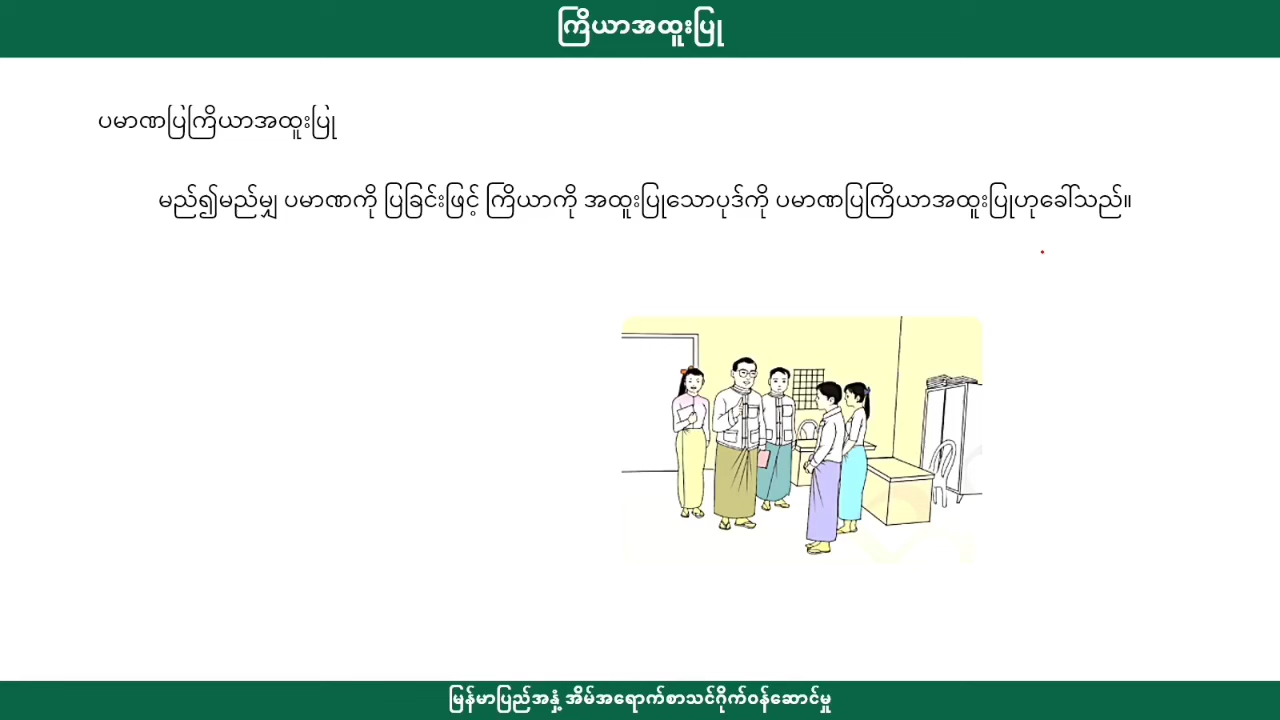 ကြိယာအထူးပြု
ပမာဏပြကြိယာအထူးပြု
မည်၍မည်မျှ ပမာဏကို ပြခြင်းဖြင့် ကြိယာကို အထူးပြုသောပုဒ်ကို ပမာဏပြကြိယာအထူးပြုဟုခေါ်သည်။
မြန်မာပြည်အနှံ့ အိမ်အရောက်စာသင်ဂိုက်ဝန်ဆောင်မှု